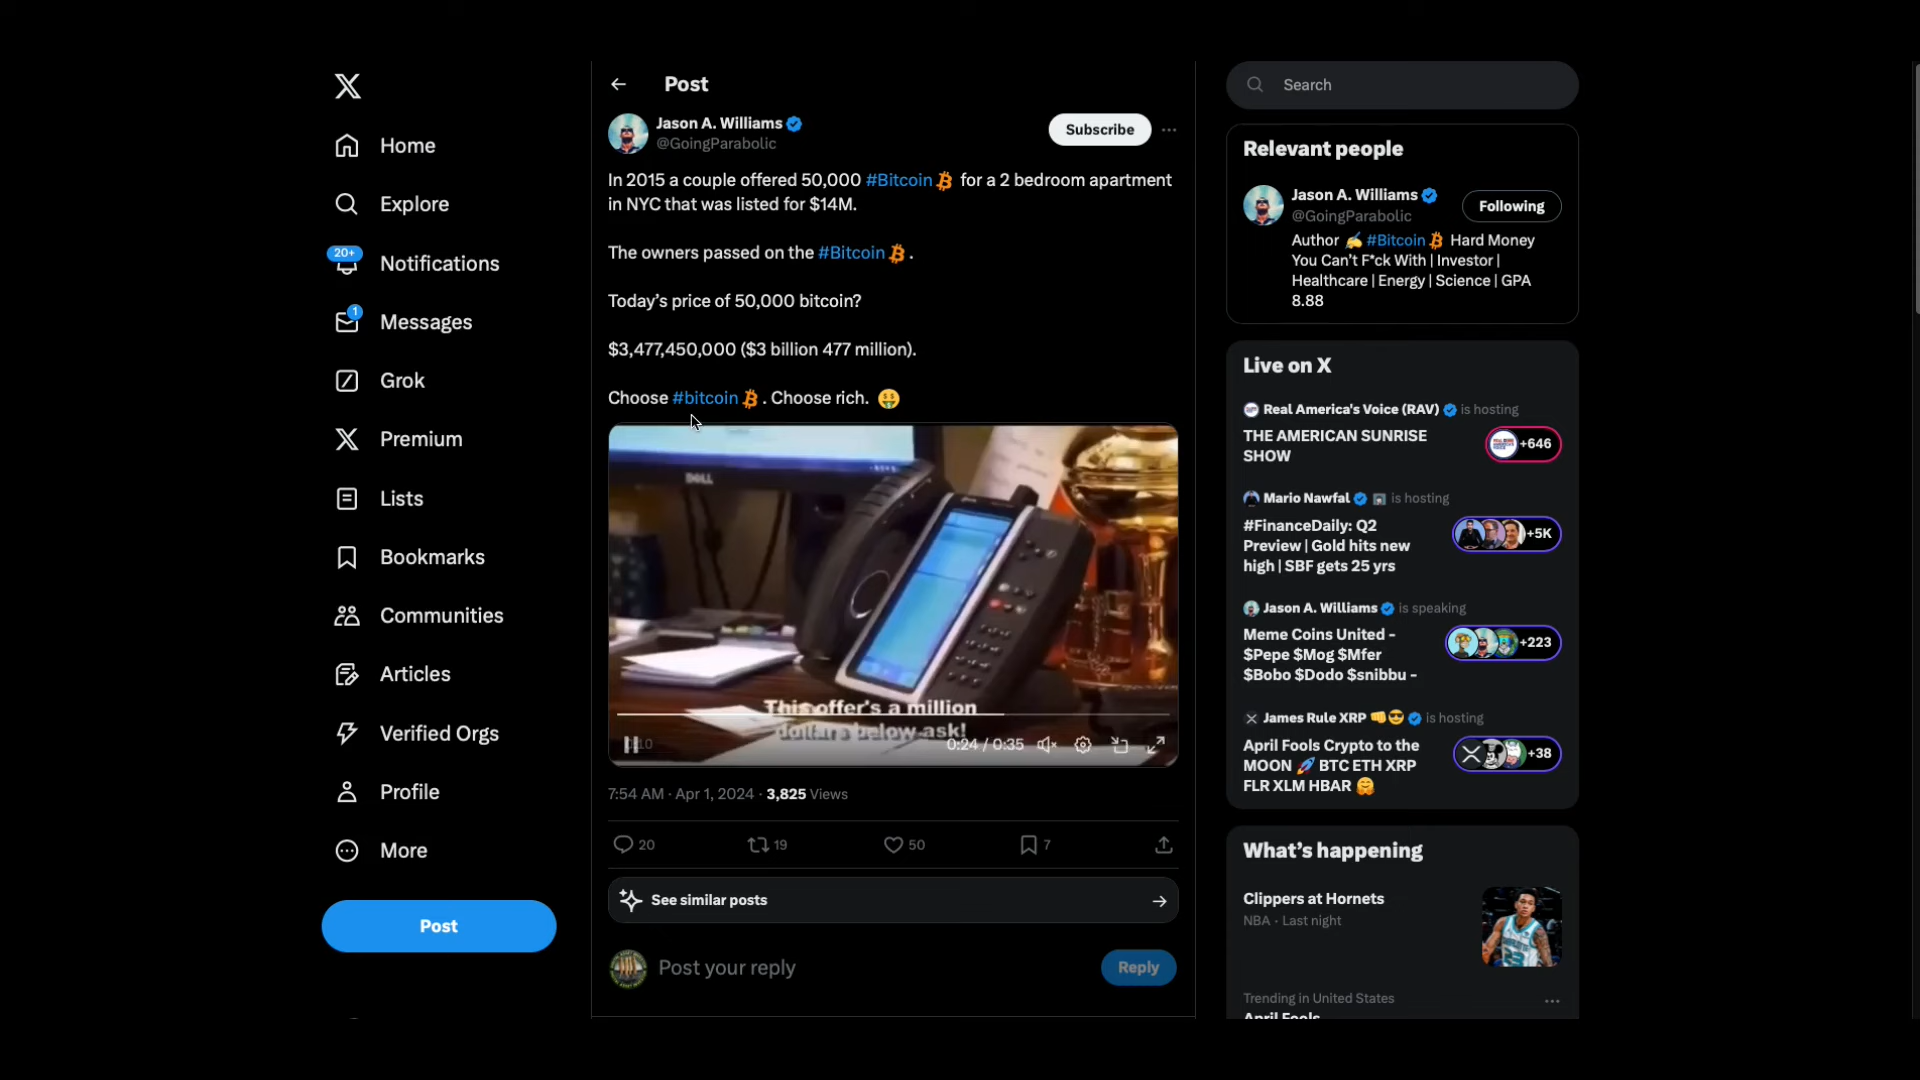 Home
Explore
20+
Notifications
1
Messages
Grok
Premium
Lists
Bookmarks
Communities
Articles
Verified Orgs
Profile
More
Post
Post
Jason A. Williams
@GoingParabolic
Subscribe
In 2015 a couple offered 50,000 #Bitcoin for a 2 bedroom apartment
in NYC that was listed for $14M.
The owners passed on the #Bitcoin .
Today's price of 50,000 bitcoin?
$3,477,450,000 ($3 billion 477 million).
Choose #bitcoin . Choose rich. 🤑
DELL
This offer's a million
dollars below ask!
0:24 / 0:35
7:54 AM · Apr 1, 2024 · 3,825 Views
20
19
50
7
See similar posts
Post your reply
Reply
Search
Relevant people
Jason A. Williams
@GoingParabolic
Following
Author ✍️ #Bitcoin Hard Money
You Can't F*ck With | Investor |
Healthcare | Energy | Science | GPA
8.88
Live on X
Real America's Voice (RAV) is hosting
THE AMERICAN SUNRISE
SHOW
+646
Mario Nawfal is hosting
#FinanceDaily: Q2
Preview | Gold hits new
high | SBF gets 25 yrs
+5K
Jason A. Williams is speaking
Meme Coins United -
$Pepe $Mog $Mfer
$Bobo $Dodo $snibbu -
+223
James Rule XRP 👊😎 is hosting
April Fools Crypto to the
MOON 🚀 BTC ETH XRP
FLR XLM HBAR 🤗
+38
What's happening
Clippers at Hornets
NBA · Last night
Trending in United States
April Fools